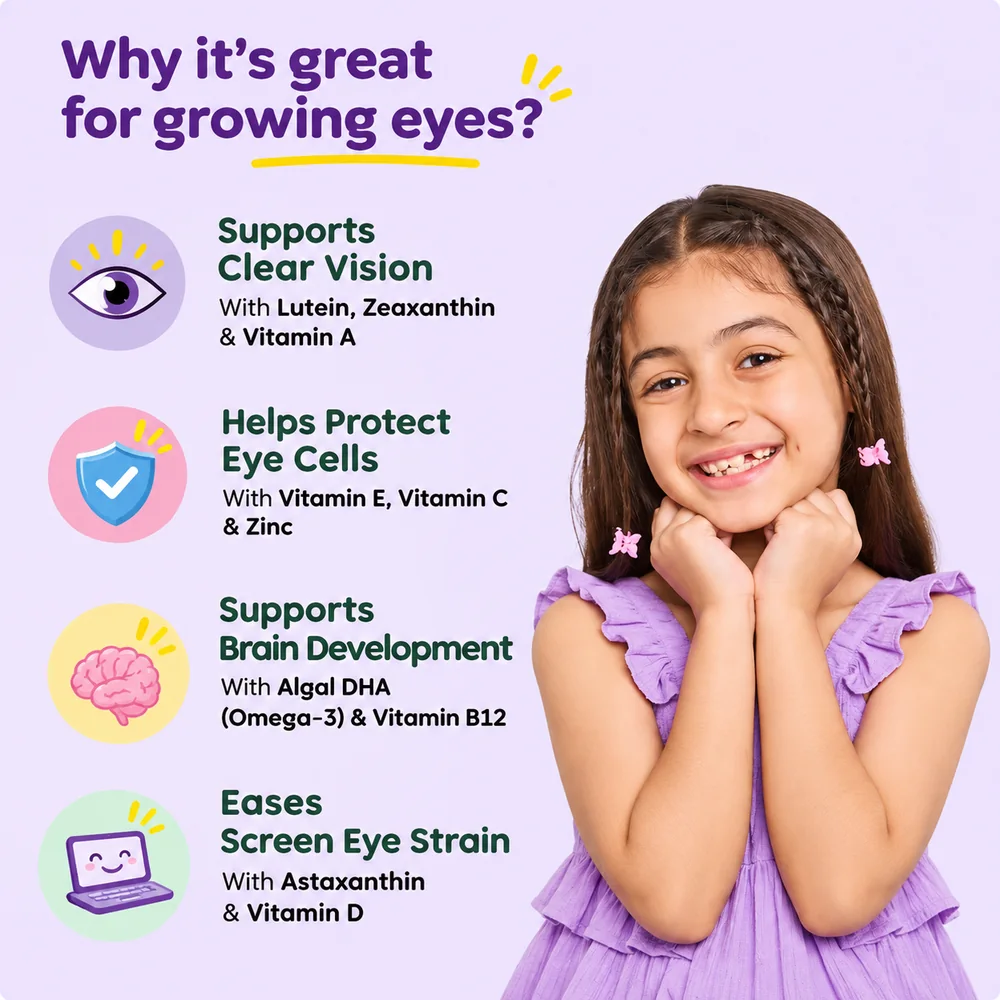 Why it's great
for growing eyes?
Supports
Clear Vision
With Lutein, Zeaxanthin
& Vitamin A
Helps Protect
Eye Cells
With Vitamin E, Vitamin C
& Zinc
Supports
Brain Development
With Algal DHA
(Omega-3) & Vitamin B12
Eases
Screen Eye Strain
With Astaxanthin
& Vitamin D